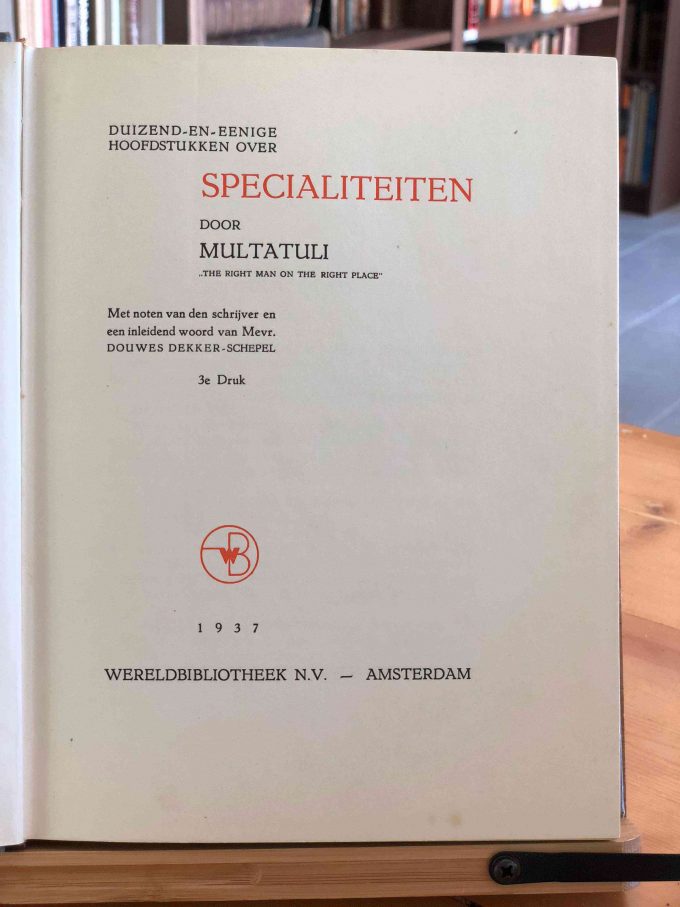 DUIZEND-EN-EENIGE
HOOFDSTUKKEN OVER
SPECIALITEITEN
DOOR
MULTATULI
„THE RIGHT MAN ON THE RIGHT PLACE"
Met noten van den schrijver en
een inleidend woord van Mevr.
DOUWES DEKKER-SCHEPEL
3e Druk
WB
1937
WERELDBIBLIOTHEEK N.V. — AMSTERDAM